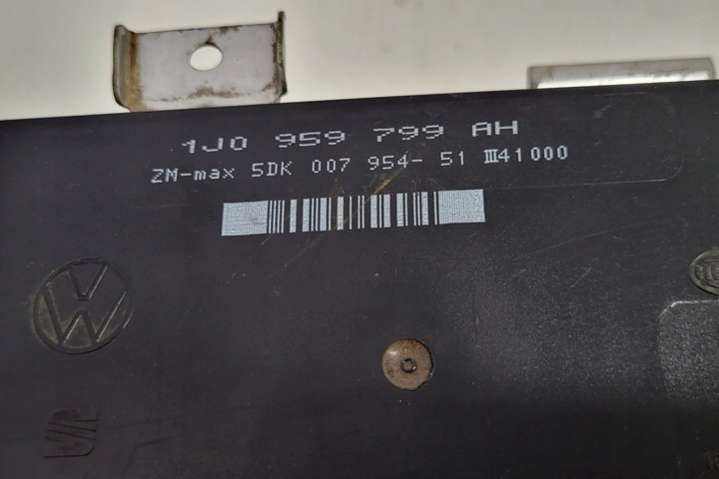 1J0 959 799 AH
ZM-max 5DK 007 954- 51 III41000